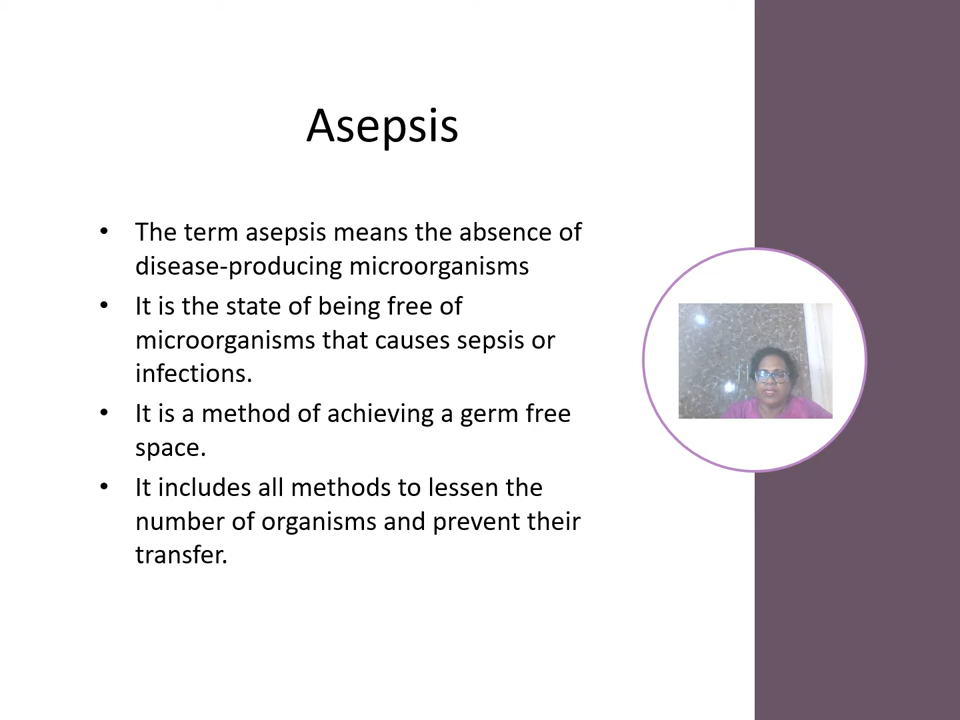 Asepsis
• The term asepsis means the absence of
disease-producing microorganisms
• It is the state of being free of
microorganisms that causes sepsis or
infections.
• It is a method of achieving a germ free
space.
• It includes all methods to lessen the
number of organisms and prevent their
transfer.